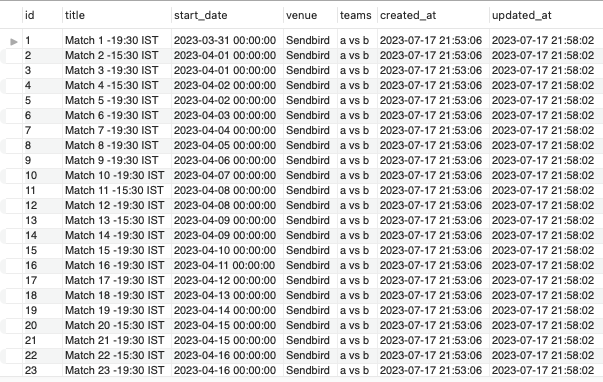 id title start_date venue teams created_at updated_at
1 Match 1 -19:30 IST 2023-03-31 00:00:00 Sendbird a vs b 2023-07-17 21:53:06 2023-07-17 21:58:02
2 Match 2 -15:30 IST 2023-04-01 00:00:00 Sendbird a vs b 2023-07-17 21:53:06 2023-07-17 21:58:02
3 Match 3 -19:30 IST 2023-04-01 00:00:00 Sendbird a vs b 2023-07-17 21:53:06 2023-07-17 21:58:02
4 Match 4 -15:30 IST 2023-04-02 00:00:00 Sendbird a vs b 2023-07-17 21:53:06 2023-07-17 21:58:02
5 Match 5 -19:30 IST 2023-04-02 00:00:00 Sendbird a vs b 2023-07-17 21:53:06 2023-07-17 21:58:02
6 Match 6 -19:30 IST 2023-04-03 00:00:00 Sendbird a vs b 2023-07-17 21:53:06 2023-07-17 21:58:02
7 Match 7 -19:30 IST 2023-04-04 00:00:00 Sendbird a vs b 2023-07-17 21:53:06 2023-07-17 21:58:02
8 Match 8 -19:30 IST 2023-04-05 00:00:00 Sendbird a vs b 2023-07-17 21:53:06 2023-07-17 21:58:02
9 Match 9 -19:30 IST 2023-04-06 00:00:00 Sendbird a vs b 2023-07-17 21:53:06 2023-07-17 21:58:02
10 Match 10 -19:30 IST 2023-04-07 00:00:00 Sendbird a vs b 2023-07-17 21:53:06 2023-07-17 21:58:02
11 Match 11 -15:30 IST 2023-04-08 00:00:00 Sendbird a vs b 2023-07-17 21:53:06 2023-07-17 21:58:02
12 Match 12 -19:30 IST 2023-04-08 00:00:00 Sendbird a vs b 2023-07-17 21:53:06 2023-07-17 21:58:02
13 Match 13 -15:30 IST 2023-04-09 00:00:00 Sendbird a vs b 2023-07-17 21:53:06 2023-07-17 21:58:02
14 Match 14 -19:30 IST 2023-04-09 00:00:00 Sendbird a vs b 2023-07-17 21:53:06 2023-07-17 21:58:02
15 Match 15 -19:30 IST 2023-04-10 00:00:00 Sendbird a vs b 2023-07-17 21:53:06 2023-07-17 21:58:02
16 Match 16 -19:30 IST 2023-04-11 00:00:00 Sendbird a vs b 2023-07-17 21:53:06 2023-07-17 21:58:02
17 Match 17 -19:30 IST 2023-04-12 00:00:00 Sendbird a vs b 2023-07-17 21:53:06 2023-07-17 21:58:02
18 Match 18 -19:30 IST 2023-04-13 00:00:00 Sendbird a vs b 2023-07-17 21:53:06 2023-07-17 21:58:02
19 Match 19 -19:30 IST 2023-04-14 00:00:00 Sendbird a vs b 2023-07-17 21:53:06 2023-07-17 21:58:02
20 Match 20 -15:30 IST 2023-04-15 00:00:00 Sendbird a vs b 2023-07-17 21:53:06 2023-07-17 21:58:02
21 Match 21 -19:30 IST 2023-04-15 00:00:00 Sendbird a vs b 2023-07-17 21:53:06 2023-07-17 21:58:02
22 Match 22 -15:30 IST 2023-04-16 00:00:00 Sendbird a vs b 2023-07-17 21:53:06 2023-07-17 21:58:02
23 Match 23 -19:30 IST 2023-04-16 00:00:00 Sendbird a vs b 2023-07-17 21:53:06 2023-07-17 21:58:02